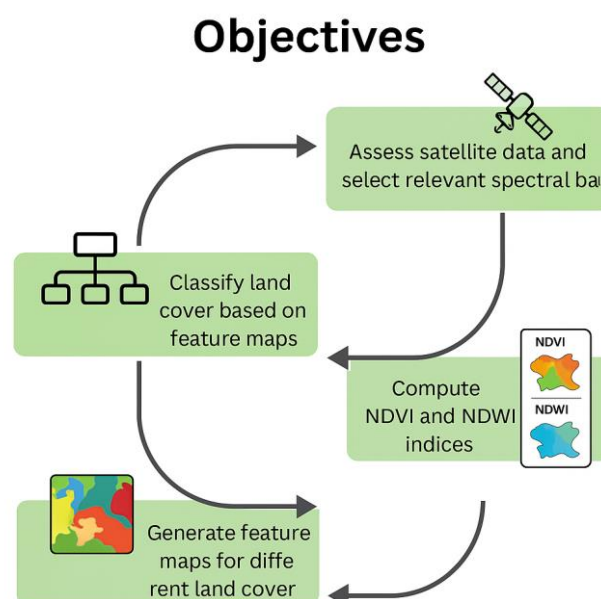 Objectives
Assess satellite data and
select relevant spectral ba
Classify land
cover based on
feature maps
NDVI
NDWI
Compute
NDVI and NDWI
indices
Generate feature
maps for diffe
rent land cover